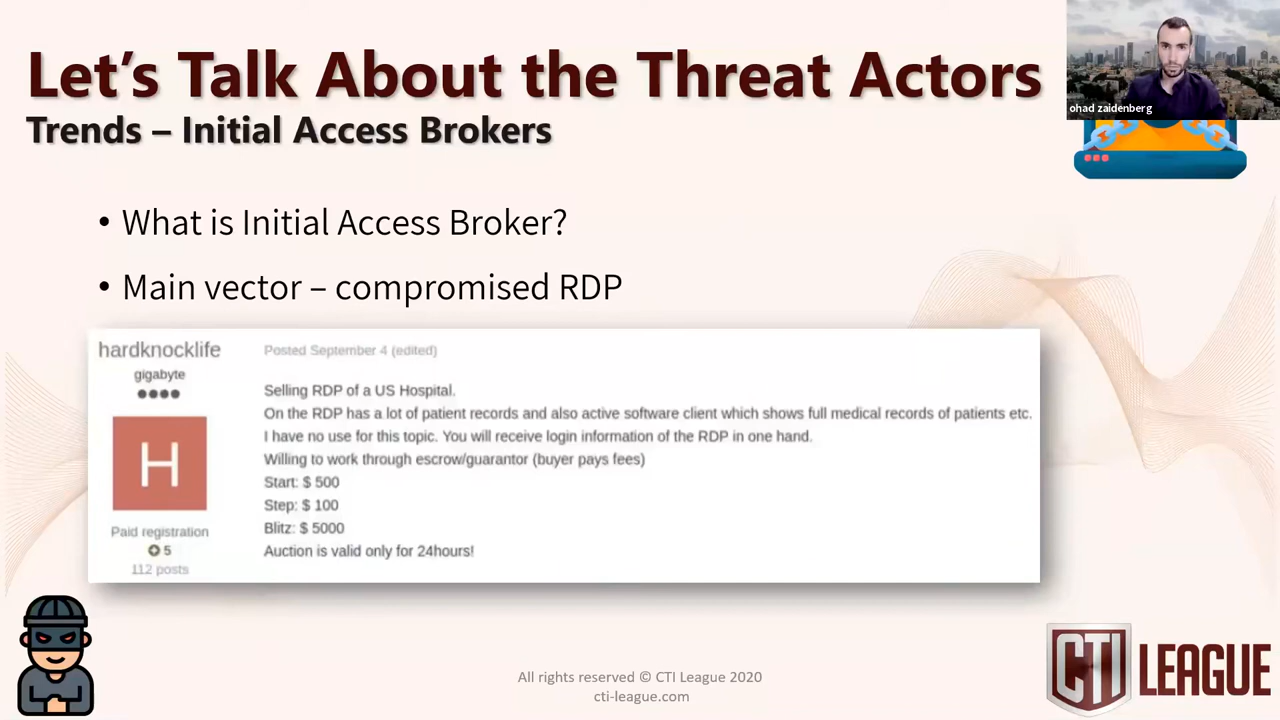 Let's Talk About the Threat Actors
Trends – Initial Access Brokers
ohad zaidenberg
• What is Initial Access Broker?
• Main vector – compromised RDP
hardknocklife
gigabyte
H
Paid registration
5
112 posts
Posted September 4 (edited)
Selling RDP of a US Hospital.
On the RDP has a lot of patient records and also active software client which shows full medical records of patients etc.
I have no use for this topic. You will receive login information of the RDP in one hand.
Willing to work through escrow/guarantor (buyer pays fees)
Start: $ 500
Step: $ 100
Blitz: $ 5000
Auction is valid only for 24hours!
All rights reserved © CTI League 2020
cti-league.com
CTI LEAGUE